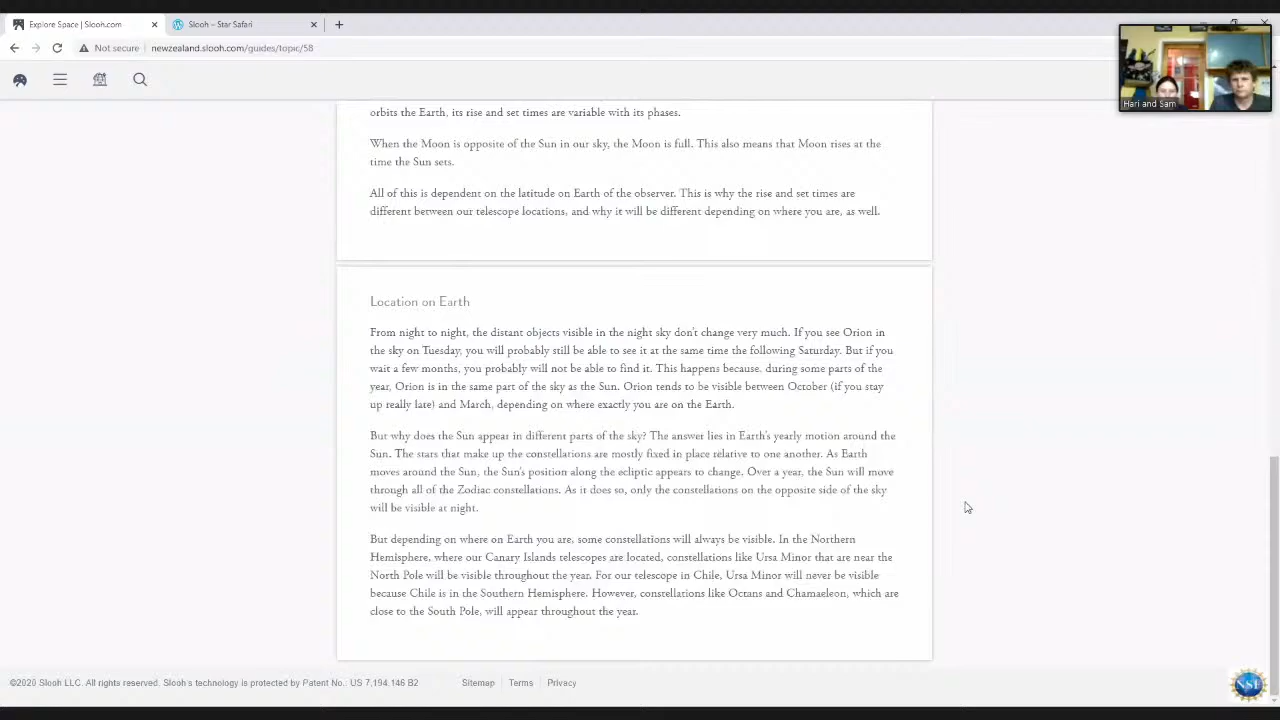 Explore Space | Slooh.com
Slooh – Star Safari
Not secure
newzealand.slooh.com/guides/topic/58
Hari and Sam
orbits the Earth, its rise and set times are variable with its phases.
When the Moon is opposite of the Sun in our sky, the Moon is full. This also means that Moon rises at the
time the Sun sets.
All of this is dependent on the latitude on Earth of the observer. This is why the rise and set times are
different between our telescope locations, and why it will be different depending on where you are, as well.
Location on Earth
From night to night, the distant objects visible in the night sky don't change very much. If you see Orion in
the sky on Tuesday, you will probably still be able to see it at the same time the following Saturday. But if you
wait a few months, you probably will not be able to find it. This happens because, during some parts of the
year, Orion is in the same part of the sky as the Sun. Orion tends to be visible between October (if you stay
up really late) and March, depending on where exactly you are on the Earth.
But why does the Sun appear in different parts of the sky? The answer lies in Earth's yearly motion around the
Sun. The stars that make up the constellations are mostly fixed in place relative to one another. As Earth
moves around the Sun, the Sun's position along the ecliptic appears to change. Over a year, the Sun will move
through all of the Zodiac constellations. As it does so, only the constellations on the opposite side of the sky
will be visible at night.
But depending on where on Earth you are, some constellations will always be visible. In the Northern
Hemisphere, where our Canary Islands telescopes are located, constellations like Ursa Minor that are near the
North Pole will be visible throughout the year. For our telescope in Chile, Ursa Minor will never be visible
because Chile is in the Southern Hemisphere. However, constellations like Octans and Chamaeleon, which are
close to the South Pole, will appear throughout the year.
©2020 Slooh LLC. All rights reserved. Slooh's technology is protected by Patent No.: US 7,194,146 B2
Sitemap
Terms
Privacy
NSF